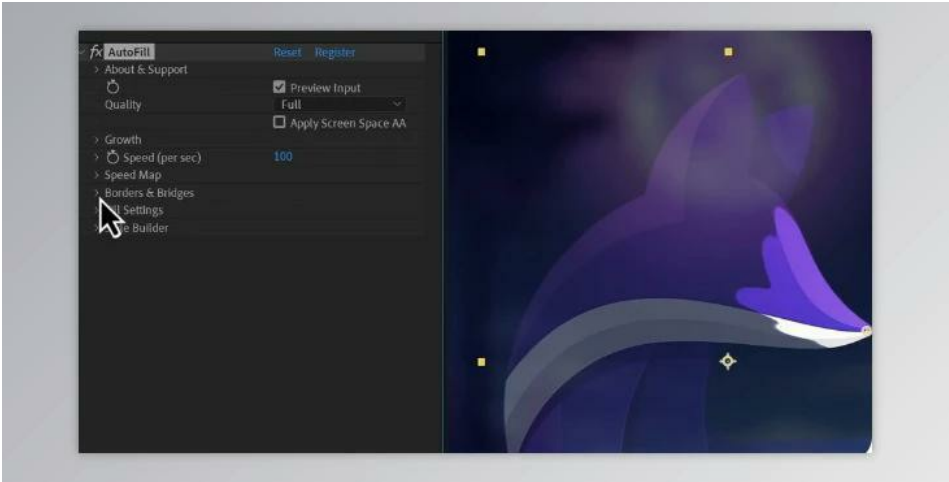 fx AutoFill Reset Register
About & Support
Preview Input
Quality Full
Apply Screen Space AA
Growth
Speed (per sec) 100
Speed Map
Borders & Bridges
Settings
Builder